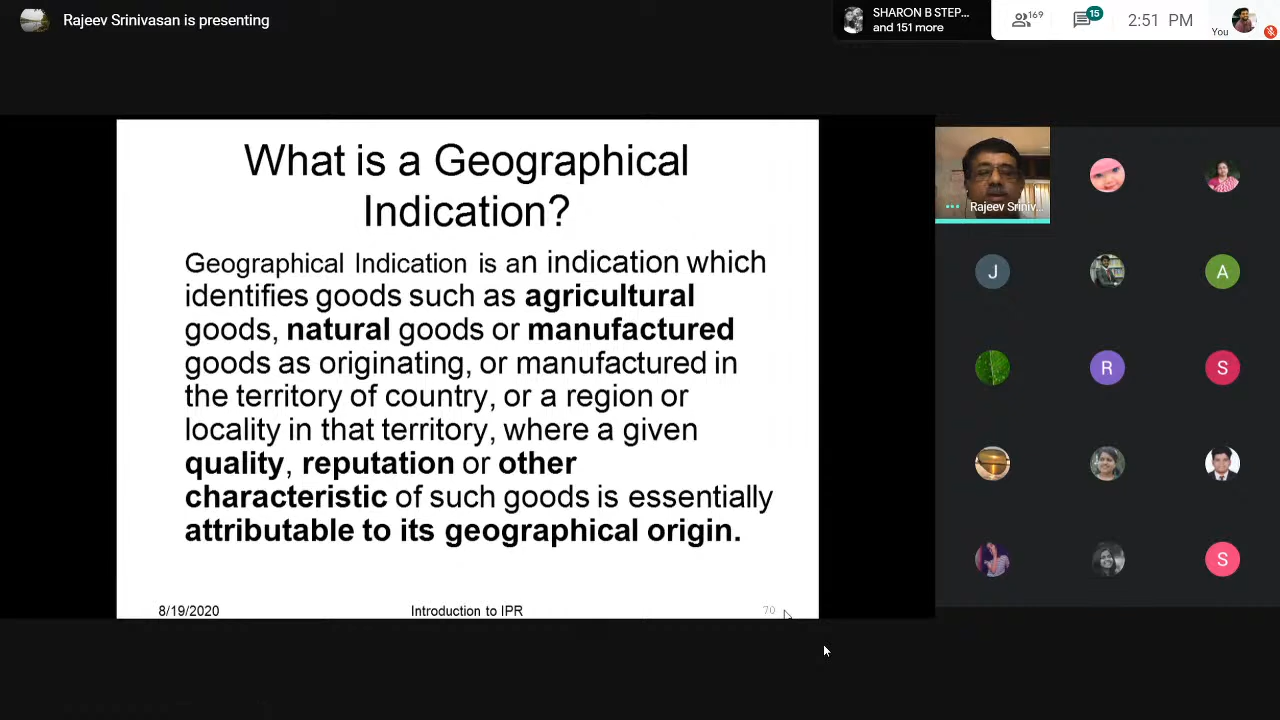 Rajeev Srinivasan is presenting
SHARON B STEP...
and 151 more
169
15
2:51 PM
You
What is a Geographical
Indication?
Geographical Indication is an indication which
identifies goods such as agricultural
goods, natural goods or manufactured
goods as originating, or manufactured in
the territory of country, or a region or
locality in that territory, where a given
quality, reputation or other
characteristic of such goods is essentially
attributable to its geographical origin.
8/19/2020
Introduction to IPR
70
Rajeev Sriniv...
J
A
R
S
S